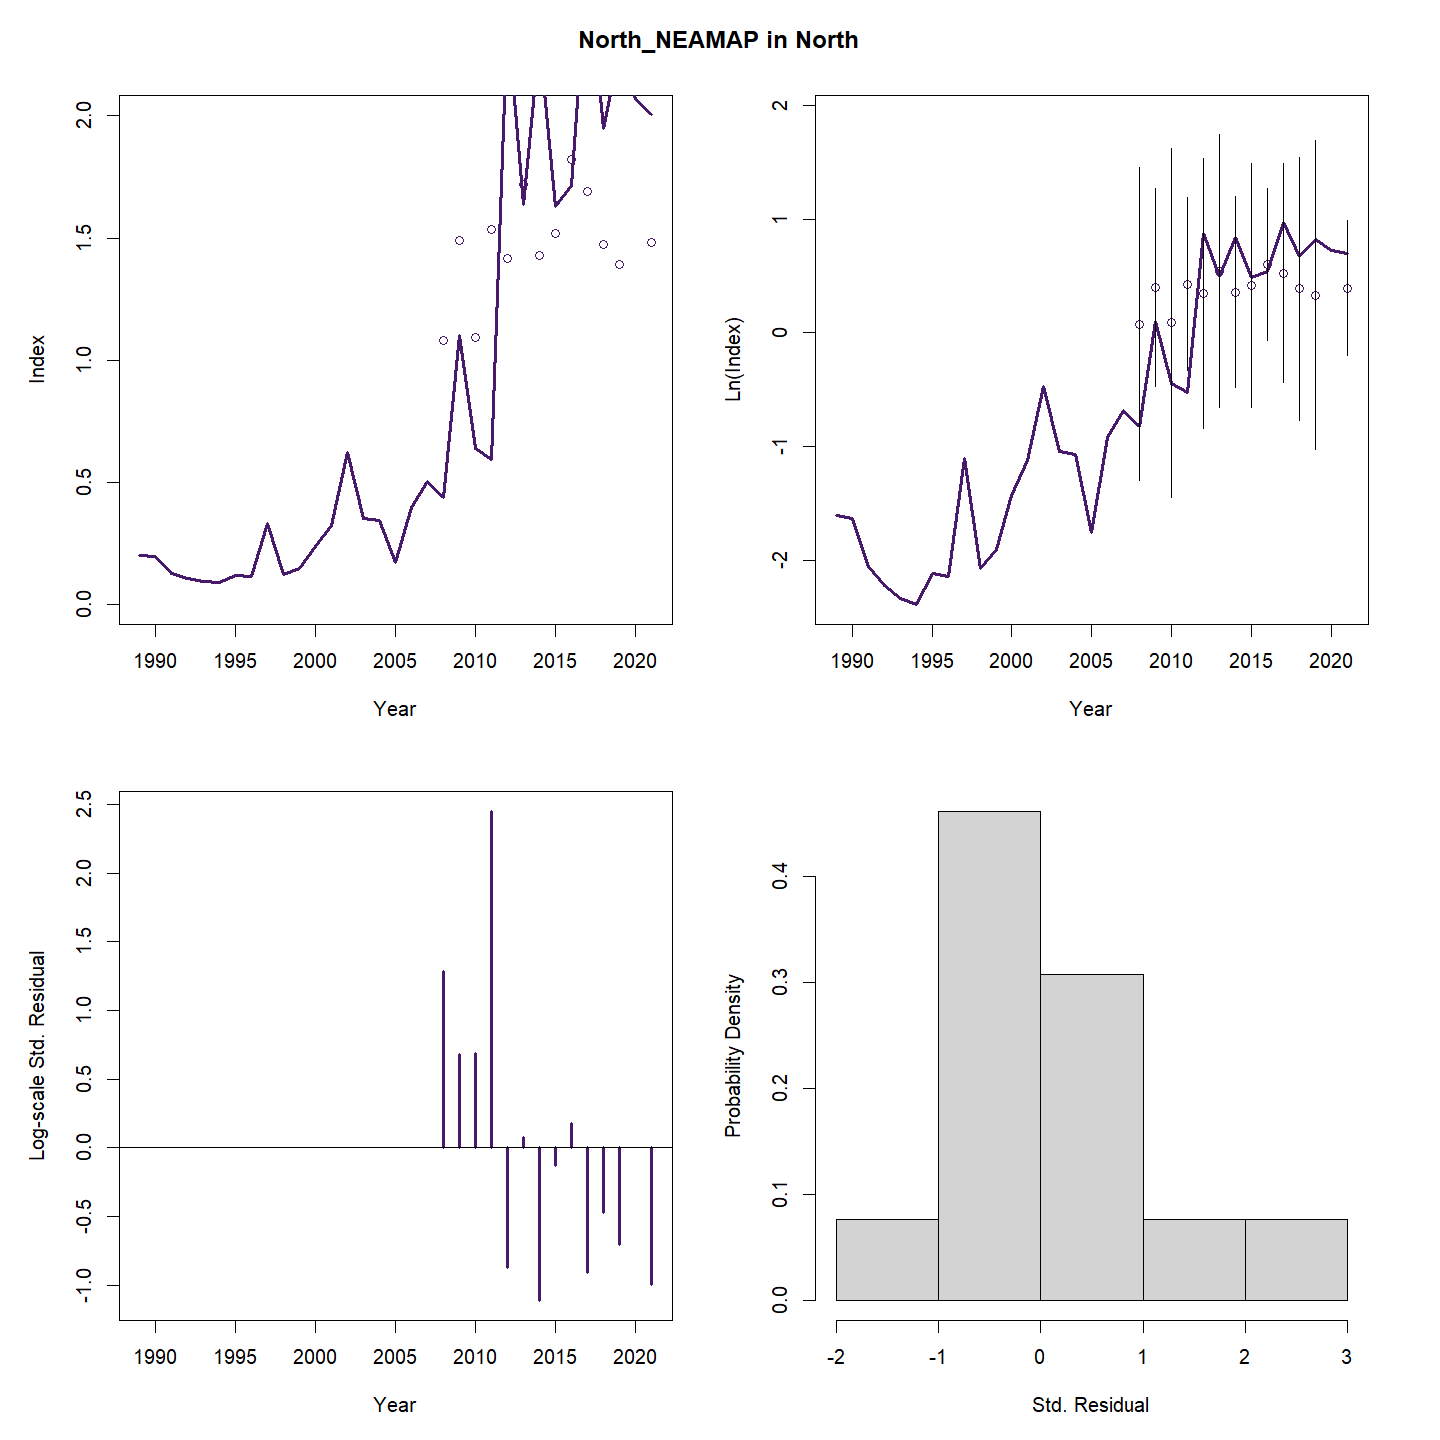 North_NEAMAP in North
Index
0.0 0.5 1.0 1.5 2.0
1990 1995 2000 2005 2010 2015 2020
Year
Ln(Index)
-2 -1 0 1 2
1990 1995 2000 2005 2010 2015 2020
Year
Log-scale Std. Residual
-1.0 -0.5 0.0 0.5 1.0 1.5 2.0 2.5
1990 1995 2000 2005 2010 2015 2020
Year
Probability Density
0.0 0.1 0.2 0.3 0.4
-2 -1 0 1 2 3
Std. Residual